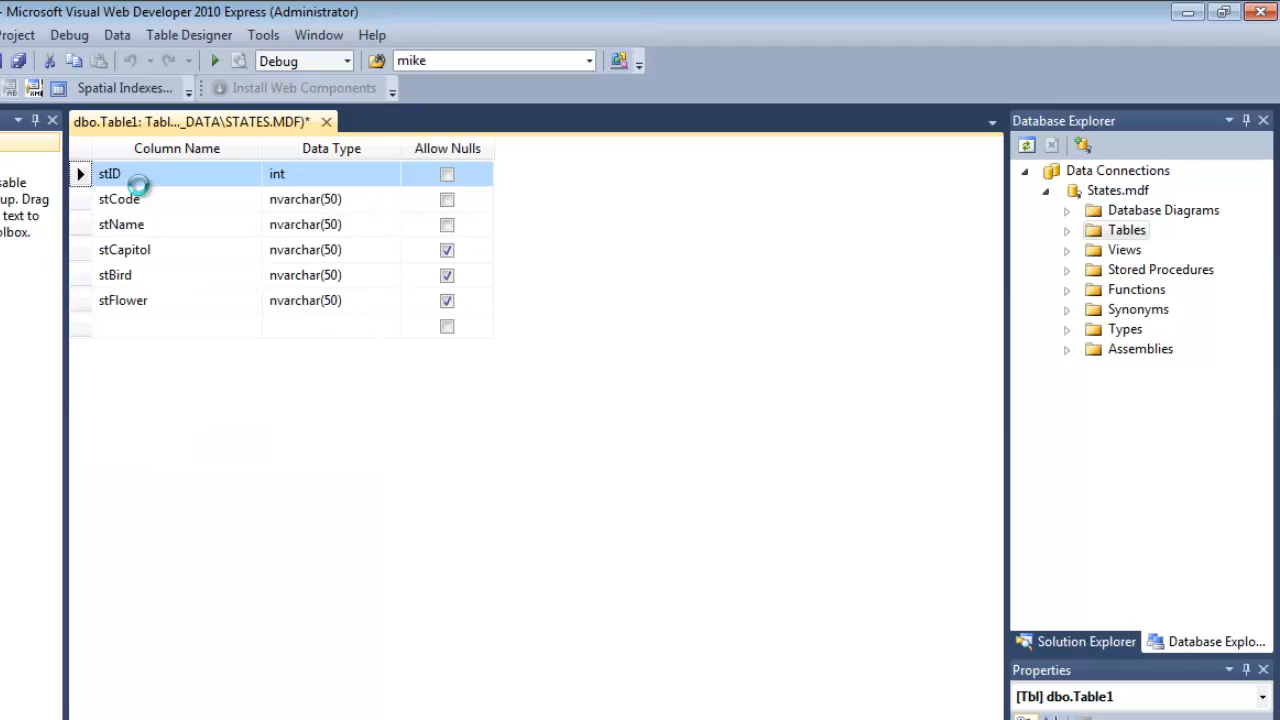 - Microsoft Visual Web Developer 2010 Express (Administrator)
Project Debug Data Table Designer Tools Window Help
Debug mike
Spatial Indexes... Install Web Components
dbo.Table1: Tabl..._DATA\STATES.MDF)*
Column Name Data Type Allow Nulls
stID int
stCode nvarchar(50)
stName nvarchar(50)
stCapitol nvarchar(50)
stBird nvarchar(50)
stFlower nvarchar(50)
sable
up. Drag
text to
olbox.
Database Explorer
Data Connections
States.mdf
Database Diagrams
Tables
Views
Stored Procedures
Functions
Synonyms
Types
Assemblies
Solution Explorer Database Explo...
Properties
[Tbl] dbo.Table1